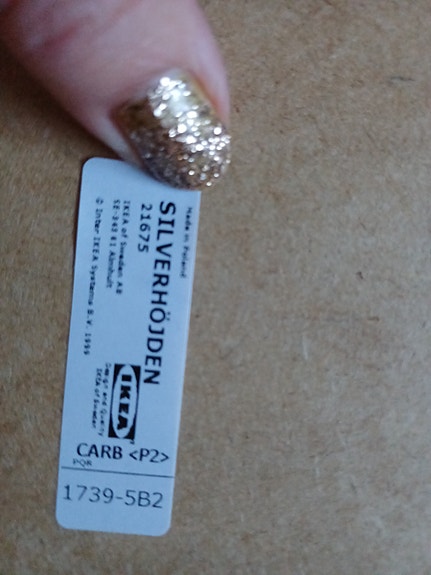 Made in Poland
SILVERHÖJDEN
21675
IKEA of Sweden AB
SE-343 81 Älmhult
© Inter IKEA Systems B.V. 1999
IKEA
Design and Quality
IKEA of Sweden
CARB <P2>
PQR
1739-5B2